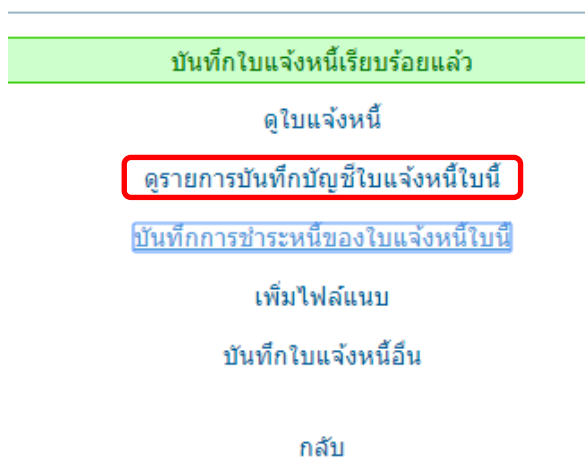 บันทึกใบแจ้งหนี้เรียบร้อยแล้ว
ดูใบแจ้งหนี้
ดูรายการบันทึกบัญชีใบแจ้งหนี้ใบนี้
บันทึกการชำระหนี้ของใบแจ้งหนี้ใบนี้
เพิ่มไฟล์แนบ
บันทึกใบแจ้งหนี้อื่น
กลับ